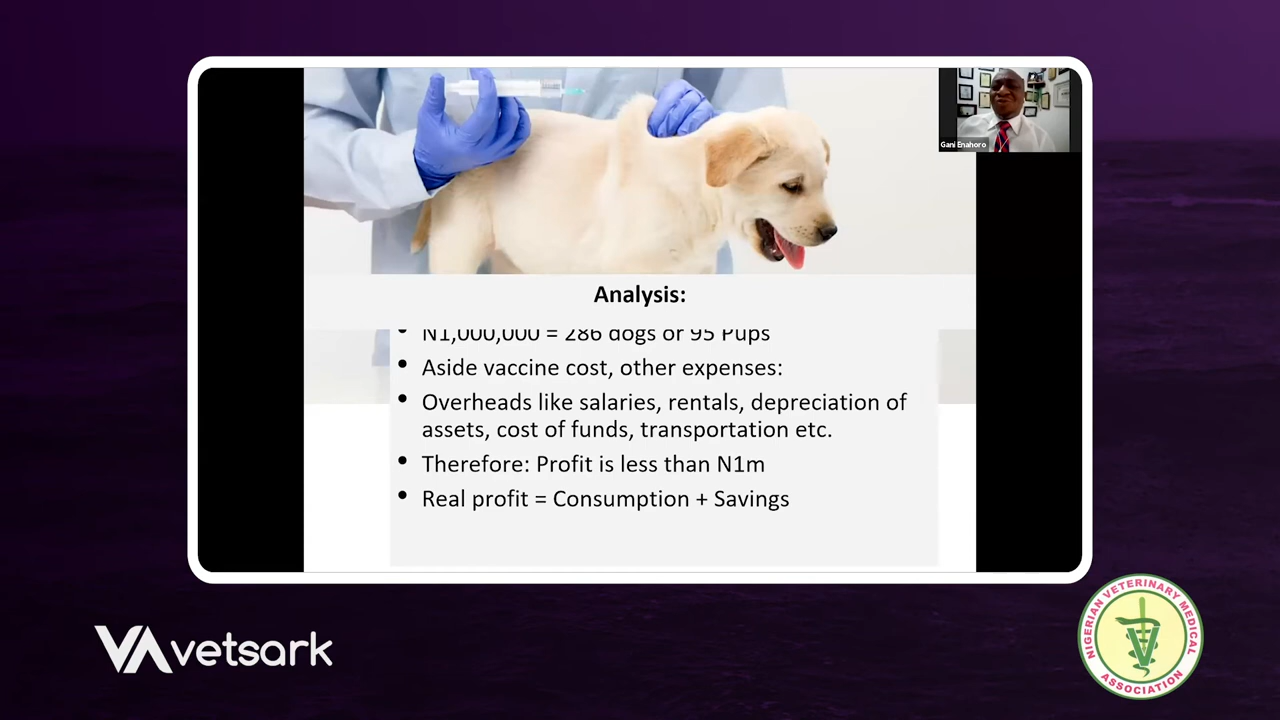 Gani Enahoro
Analysis:
• N1,000,000 = 286 dogs or 95 Pups
• Aside vaccine cost, other expenses:
• Overheads like salaries, rentals, depreciation of
assets, cost of funds, transportation etc.
• Therefore: Profit is less than N1m
• Real profit = Consumption + Savings
VA vetsark
NIGERIAN VETERINARY MEDICAL
ASSOCIATION